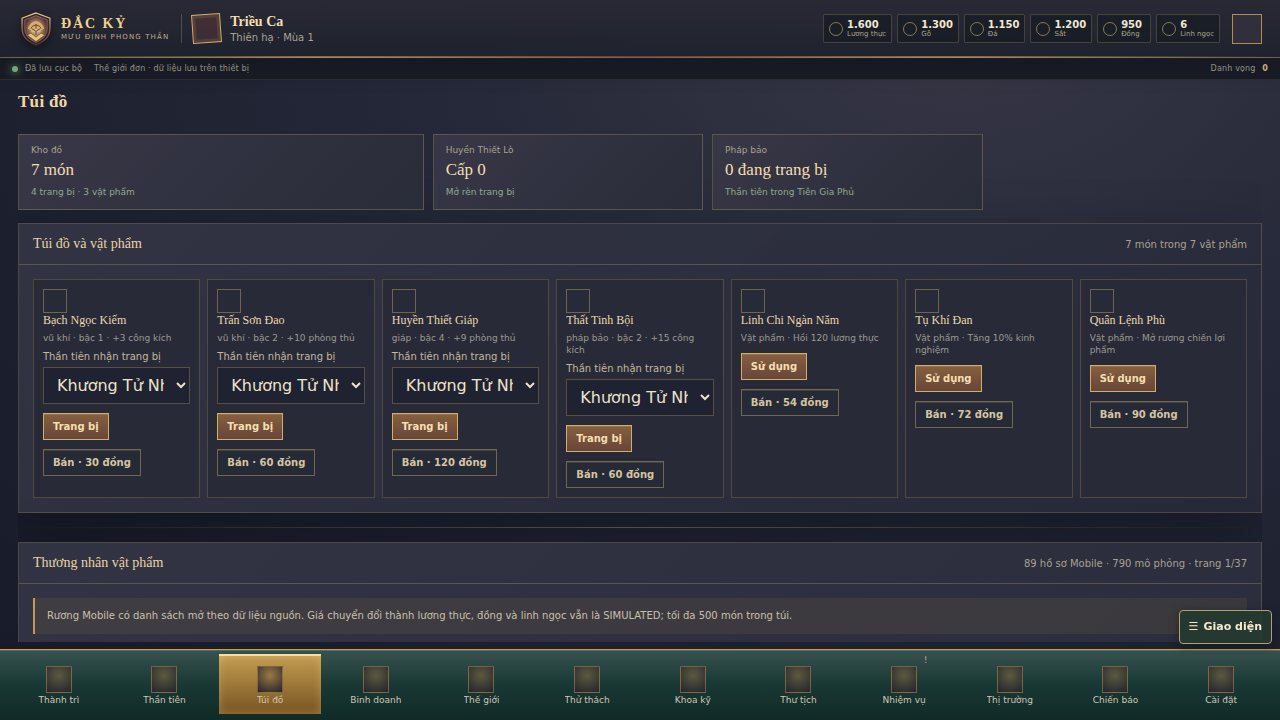 ĐẮC KỶ
MƯU ĐỊNH PHONG THẦN
Triều Ca
Thiên hạ · Mùa 1
1.600
Lương thực
1.300
Gỗ
1.150
Đá
1.200
Sắt
950
Đồng
6
Linh ngọc
Đã lưu cục bộ Thế giới đơn · dữ liệu lưu trên thiết bị
Danh vọng 0
Túi đồ
Kho đồ
7 món
4 trang bị · 3 vật phẩm
Huyền Thiết Lò
Cấp 0
Mở rèn trang bị
Pháp bảo
0 đang trang bị
Thần tiên trong Tiên Gia Phủ
Túi đồ và vật phẩm
7 món trong 7 vật phẩm
Bạch Ngọc Kiếm
vũ khí · bậc 1 · +3 công kích
Thần tiên nhận trang bị
Khương Tử Nh
Trang bị
Bán · 30 đồng
Trấn Sơn Đao
vũ khí · bậc 2 · +10 phòng thủ
Thần tiên nhận trang bị
Khương Tử Nh
Trang bị
Bán · 60 đồng
Huyền Thiết Giáp
giáp · bậc 4 · +9 phòng thủ
Thần tiên nhận trang bị
Khương Tử Nh
Trang bị
Bán · 120 đồng
Thất Tinh Bội
pháp bảo · bậc 2 · +15 công
kích
Thần tiên nhận trang bị
Khương Tử Nh
Trang bị
Bán · 60 đồng
Linh Chi Ngàn Năm
Vật phẩm · Hồi 120 lương thực
Sử dụng
Bán · 54 đồng
Tụ Khí Đan
Vật phẩm · Tăng 10% kinh
nghiệm
Sử dụng
Bán · 72 đồng
Quân Lệnh Phù
Vật phẩm · Mở rương chiến lợi
phẩm
Sử dụng
Bán · 90 đồng
Thương nhân vật phẩm
89 hồ sơ Mobile · 790 mô phỏng · trang 1/37
Rương Mobile có danh sách mở theo dữ liệu nguồn. Giá chuyển đổi thành lương thực, đồng và linh ngọc vẫn là SIMULATED; tối đa 500 món trong túi.
☰ Giao diện
Thành trì
Thần tiên
Túi đồ
Binh doanh
Thế giới
Thử thách
Khoa kỹ
Thư tịch
!
Nhiệm vụ
Thị trường
Chiến báo
Cài đặt